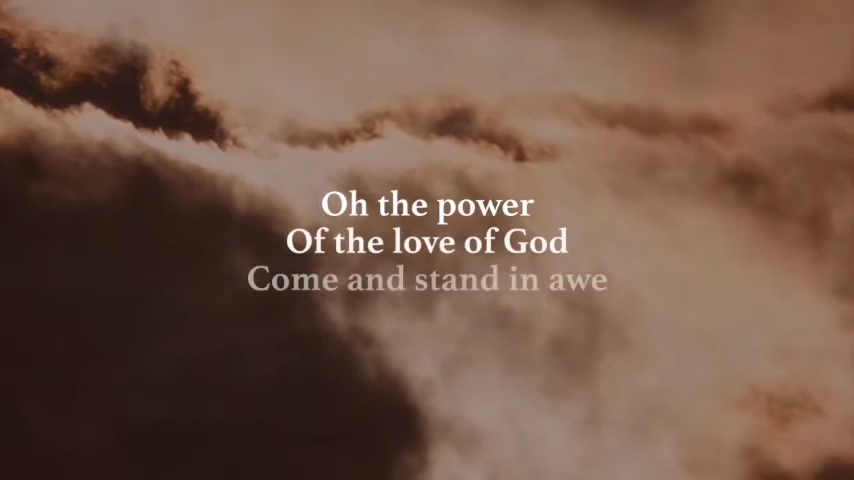 Oh the power
Of the love of God
Come and stand in awe